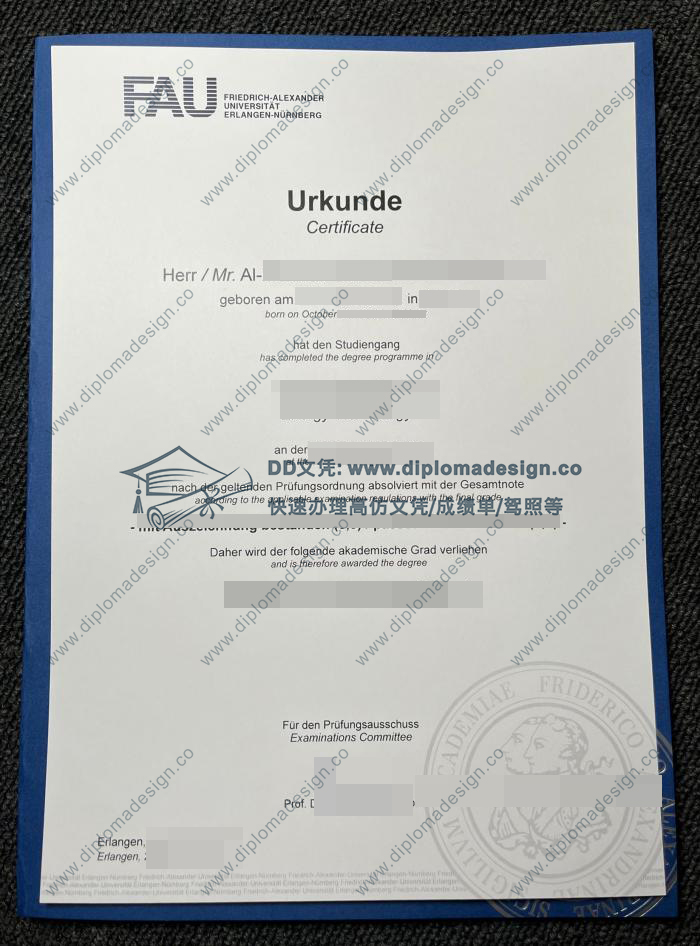 FAU
FRIEDRICH-ALEXANDER
UNIVERSITÄT
ERLANGEN-NÜRNBERG
Urkunde
Certificate
Herr / Mr. Al-
geboren am in
born on October
hat den Studiengang
has completed the degree programme in
an der
DD文凭: www.diplomadesign.co
nach der geltenden Prüfungsordnung absolviert mit der Gesamtnote
according to the applicable examination regulations with the final grade
快速办理高仿文凭/成绩单/驾照等
- mit Auszeichnung bestanden -
Daher wird der folgende akademische Grad verliehen
and is therefore awarded the degree
Für den Prüfungsausschuss
Examinations Committee
Prof.
Erlangen,
Erlangen,
ACADEMIAE FRIDERICO
www.diplomadesign.co